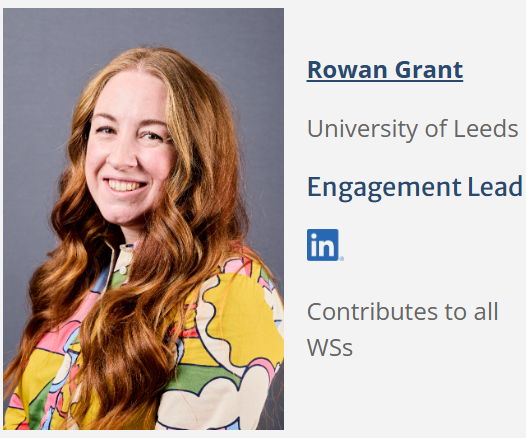 Rowan Grant
University of Leeds
Engagement Lead
in
Contributes to all
WSs